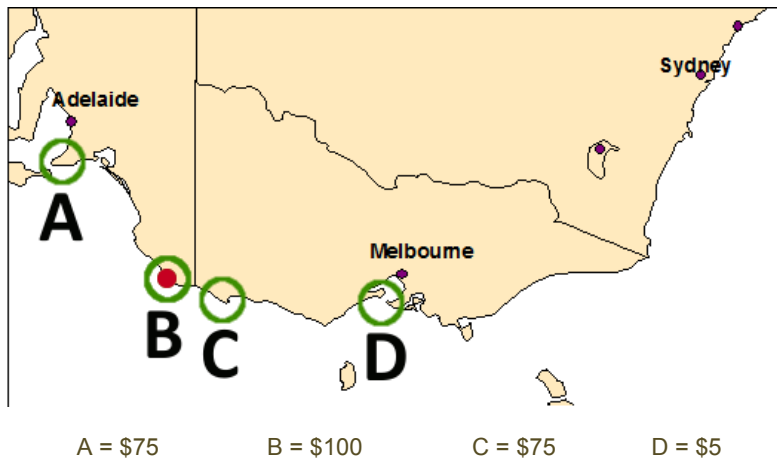 Sydney
Adelaide
A
Melbourne
B
C
D
A = $75 B = $100 C = $75 D = $5